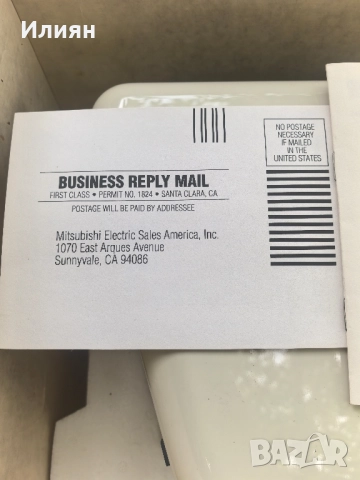 Илиян
NO POSTAGE
NECESSARY
IF MAILED
IN THE
UNITED STATES
BUSINESS REPLY MAIL
FIRST CLASS • PERMIT NO. 1824 • SANTA CLARA, CA
POSTAGE WILL BE PAID BY ADDRESSEE
Mitsubishi Electric Sales America, Inc.
1070 East Arques Avenue
Sunnyvale, CA 94086
BAZAR